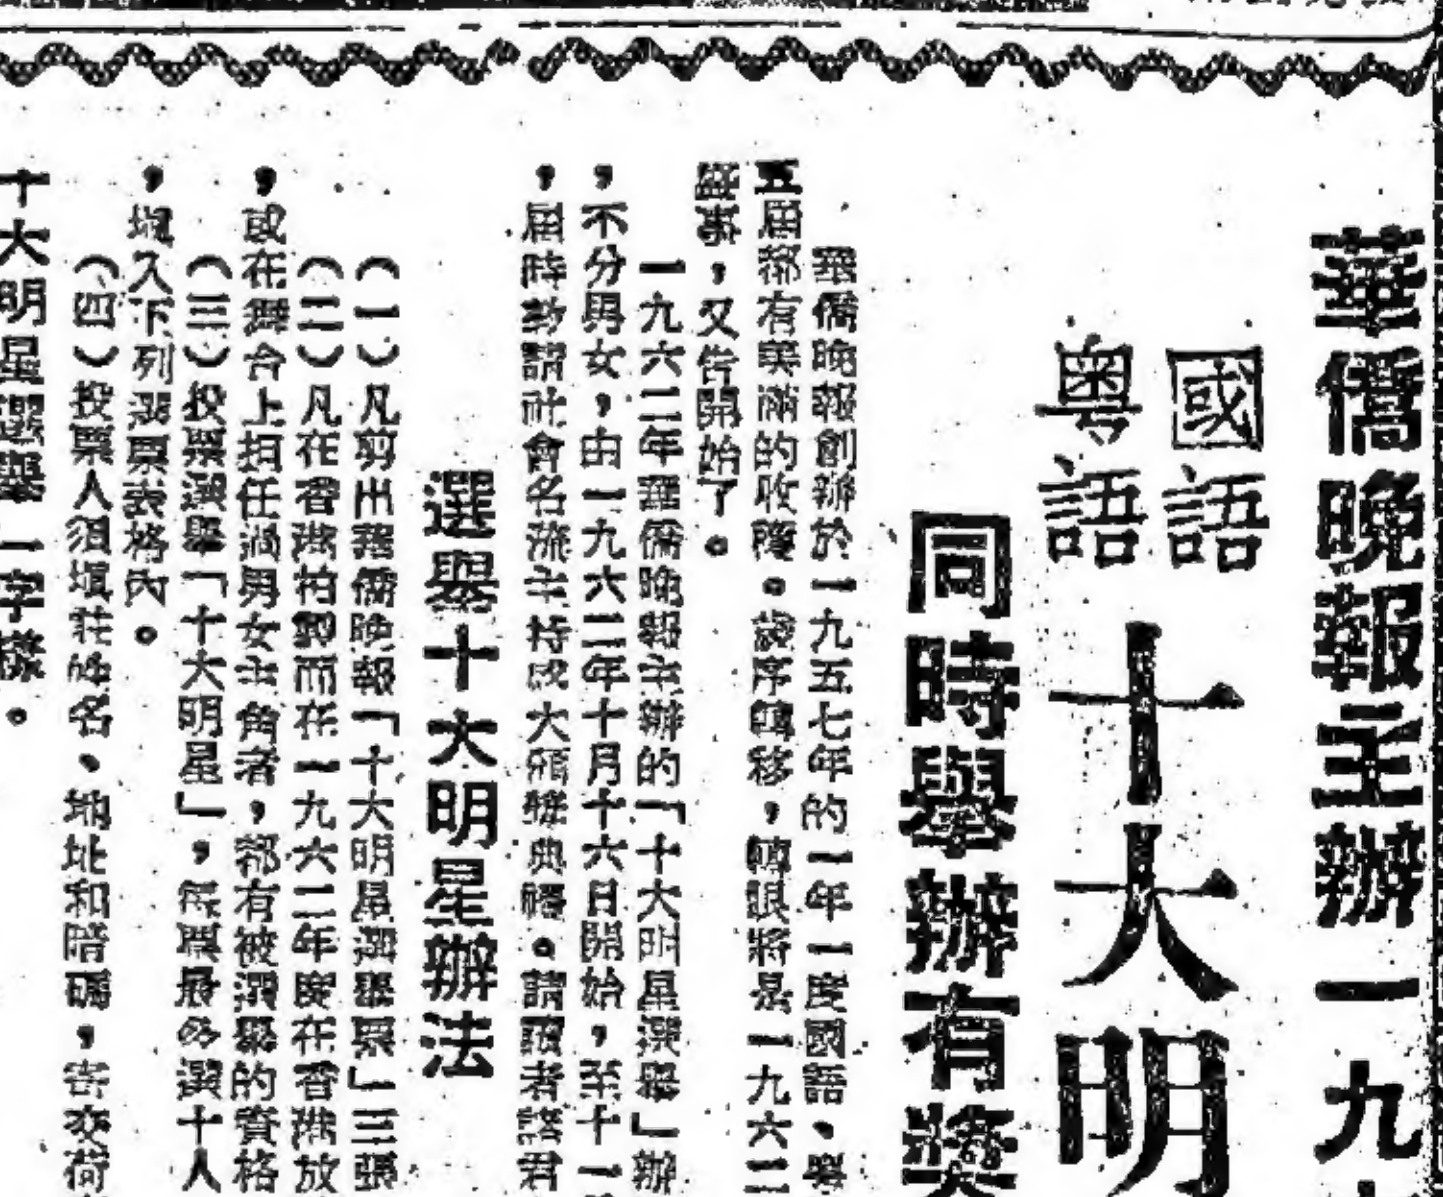 華僑晚報主辦一九
國語
粵語
十大明
同時舉辦有獎
華僑晚報創辦於一九五七年的一年一度國語、粵
五屆都有美滿的收穫。歲序轉移,轉眼將是一九六二
盛事,又告開始了。
一九六二年華僑晚報主辦的「十大明星選舉」辦
,不分男女,由一九六二年十月十六日開始,至十一
,屆時敦請社會名流主持成大頒獎典禮。請讀者諸君
選舉十大明星辦法
(一)凡剪出華僑晚報「十大明星選舉票」三張
(二)凡在香港拍製而在一九六二年度在香港放
,或在舞台上担任過男女主角者,都有被選舉的資格
(三)投票選舉「十大明星」,每票最多選十人
,塡入下列選票表格內。
(四)投票人須塡註姓名、地址和暗碼,寄交荷
十大明星選舉一字樣。